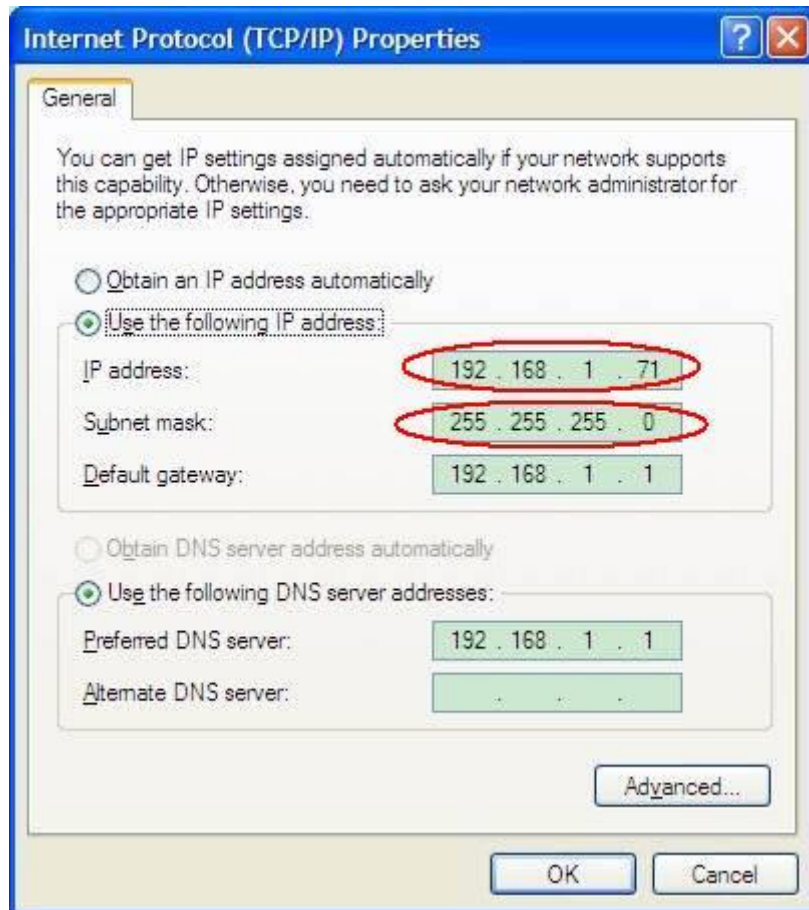 Internet Protocol (TCP/IP) Properties
General
You can get IP settings assigned automatically if your network supports
this capability. Otherwise, you need to ask your network administrator for
the appropriate IP settings.
Obtain an IP address automatically
Use the following IP address:
IP address: 192 . 168 . 1 . 71
Subnet mask: 255 . 255 . 255 . 0
Default gateway: 192 . 168 . 1 . 1
Obtain DNS server address automatically
Use the following DNS server addresses:
Preferred DNS server: 192 . 168 . 1 . 1
Alternate DNS server: . . .
Advanced...
OK Cancel